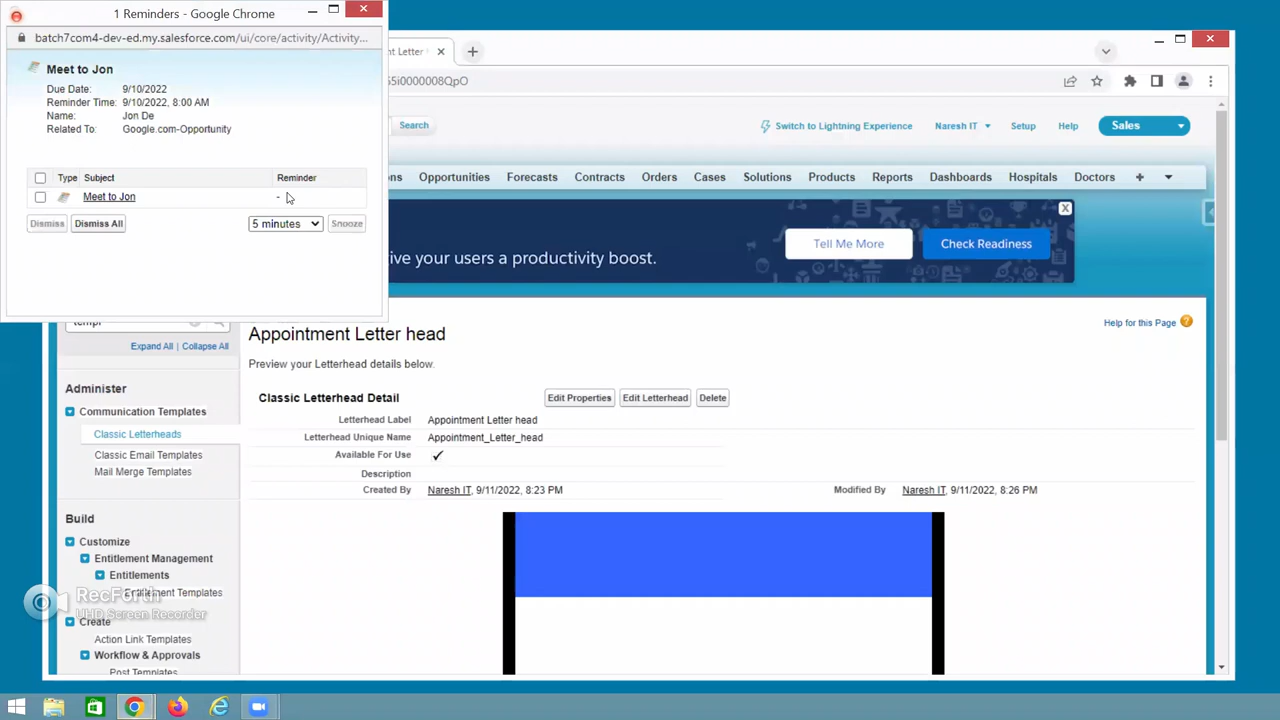 1 Reminders - Google Chrome
batch7com4-dev-ed.my.salesforce.com/ui/core/activity/Activity...
Meet to Jon
Due Date: 9/10/2022
Reminder Time: 9/10/2022, 8:00 AM
Name: Jon De
Related To: Google.com-Opportunity
Type Subject Reminder
Meet to Jon -
Dismiss Dismiss All 5 minutes Snooze
t Letter
5i0000008QpO
Search
Switch to Lightning Experience Naresh IT Setup Help Sales
ns Opportunities Forecasts Contracts Orders Cases Solutions Products Reports Dashboards Hospitals Doctors +
ive your users a productivity boost.
Tell Me More
Check Readiness
X
Expand All | Collapse All
Administer
Communication Templates
Classic Letterheads
Classic Email Templates
Mail Merge Templates
Build
Customize
Entitlement Management
Entitlements
Entitlement Templates
Create
Action Link Templates
Workflow & Approvals
Post Templates
RecForth
UHD Screen Recorder
Appointment Letter head
Help for this Page ?
Preview your Letterhead details below.
Classic Letterhead Detail
Edit Properties Edit Letterhead Delete
Letterhead Label Appointment Letter head
Letterhead Unique Name Appointment_Letter_head
Available For Use
Description
Created By Naresh IT, 9/11/2022, 8:23 PM
Modified By Naresh IT, 9/11/2022, 8:26 PM